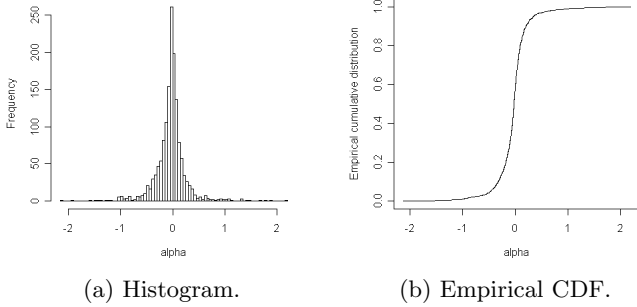 Frequency
250
200
150
100
50
0
-2 -1 0 1 2
alpha
(a) Histogram.
Empirical cumulative distribution
1.0
0.8
0.6
0.4
0.2
0.0
-2 -1 0 1 2
alpha
(b) Empirical CDF.